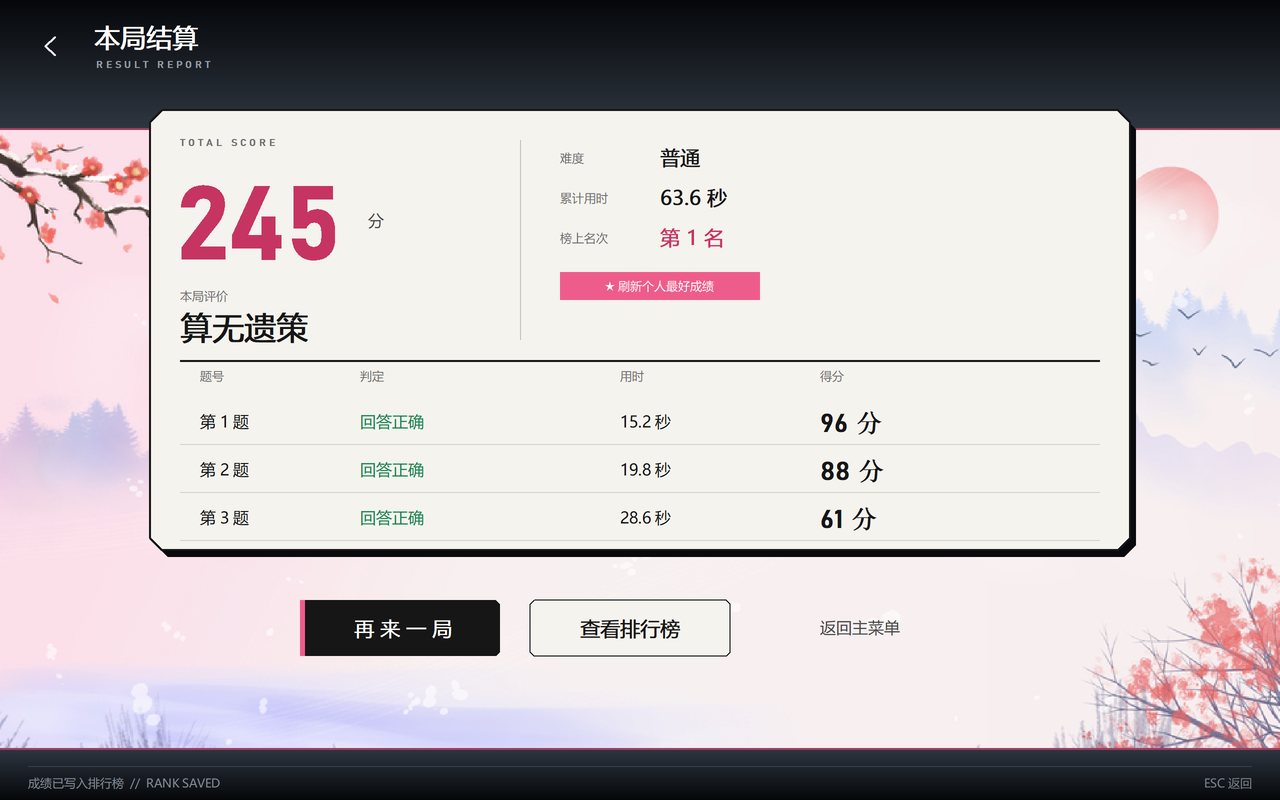 本局结算
RESULT REPORT
TOTAL SCORE
245 分
本局评价
算无遗策
难度 普通
累计用时 63.6 秒
榜上名次 第 1 名
★ 刷新个人最好成绩
题号 判定 用时 得分
第 1 题 回答正确 15.2 秒 96 分
第 2 题 回答正确 19.8 秒 88 分
第 3 题 回答正确 28.6 秒 61 分
再来一局 查看排行榜 返回主菜单
成绩已写入排行榜 // RANK SAVED ESC 返回